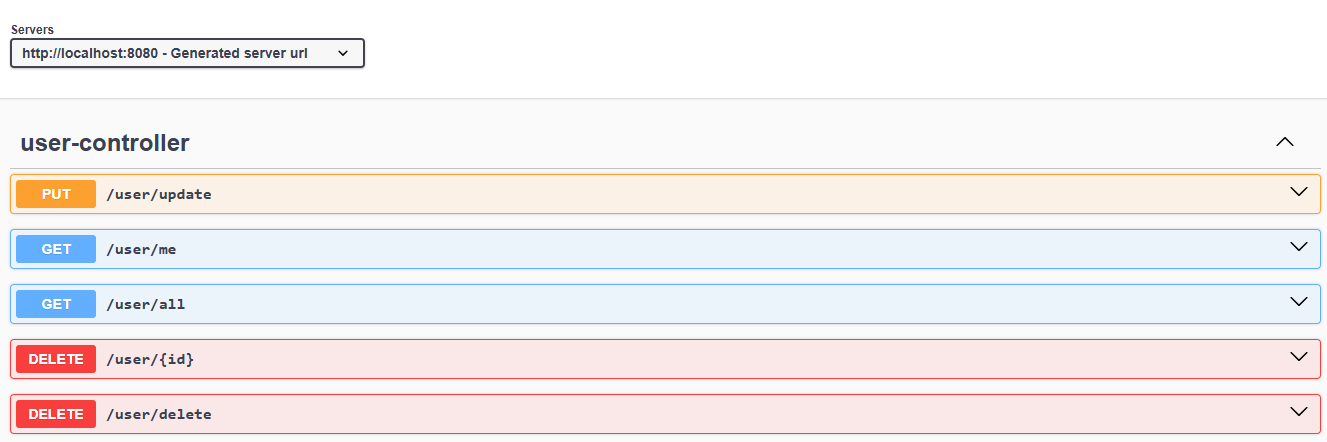 Servers
http://localhost:8080 - Generated server url
user-controller
PUT /user/update
GET /user/me
GET /user/all
DELETE /user/{id}
DELETE /user/delete